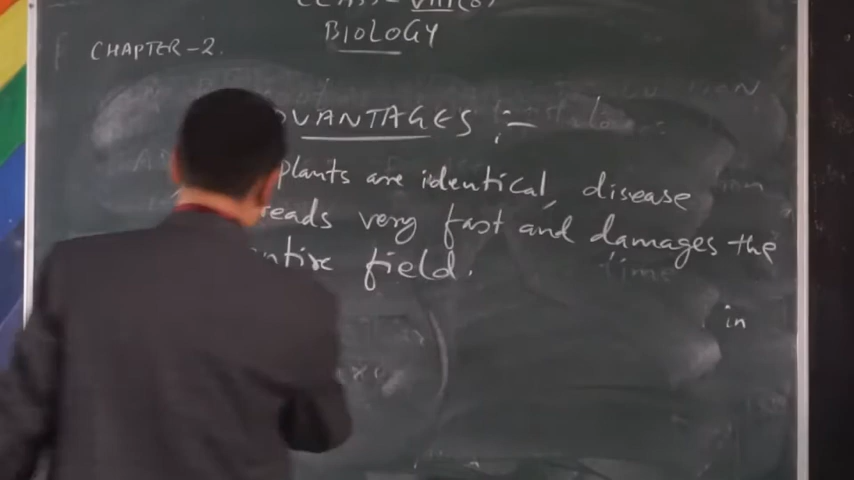 BIOLOGY
CHAPTER-2.
DVANTAGES :-
plants are identical, disease
reads very fast and damages the
ntire field.
in